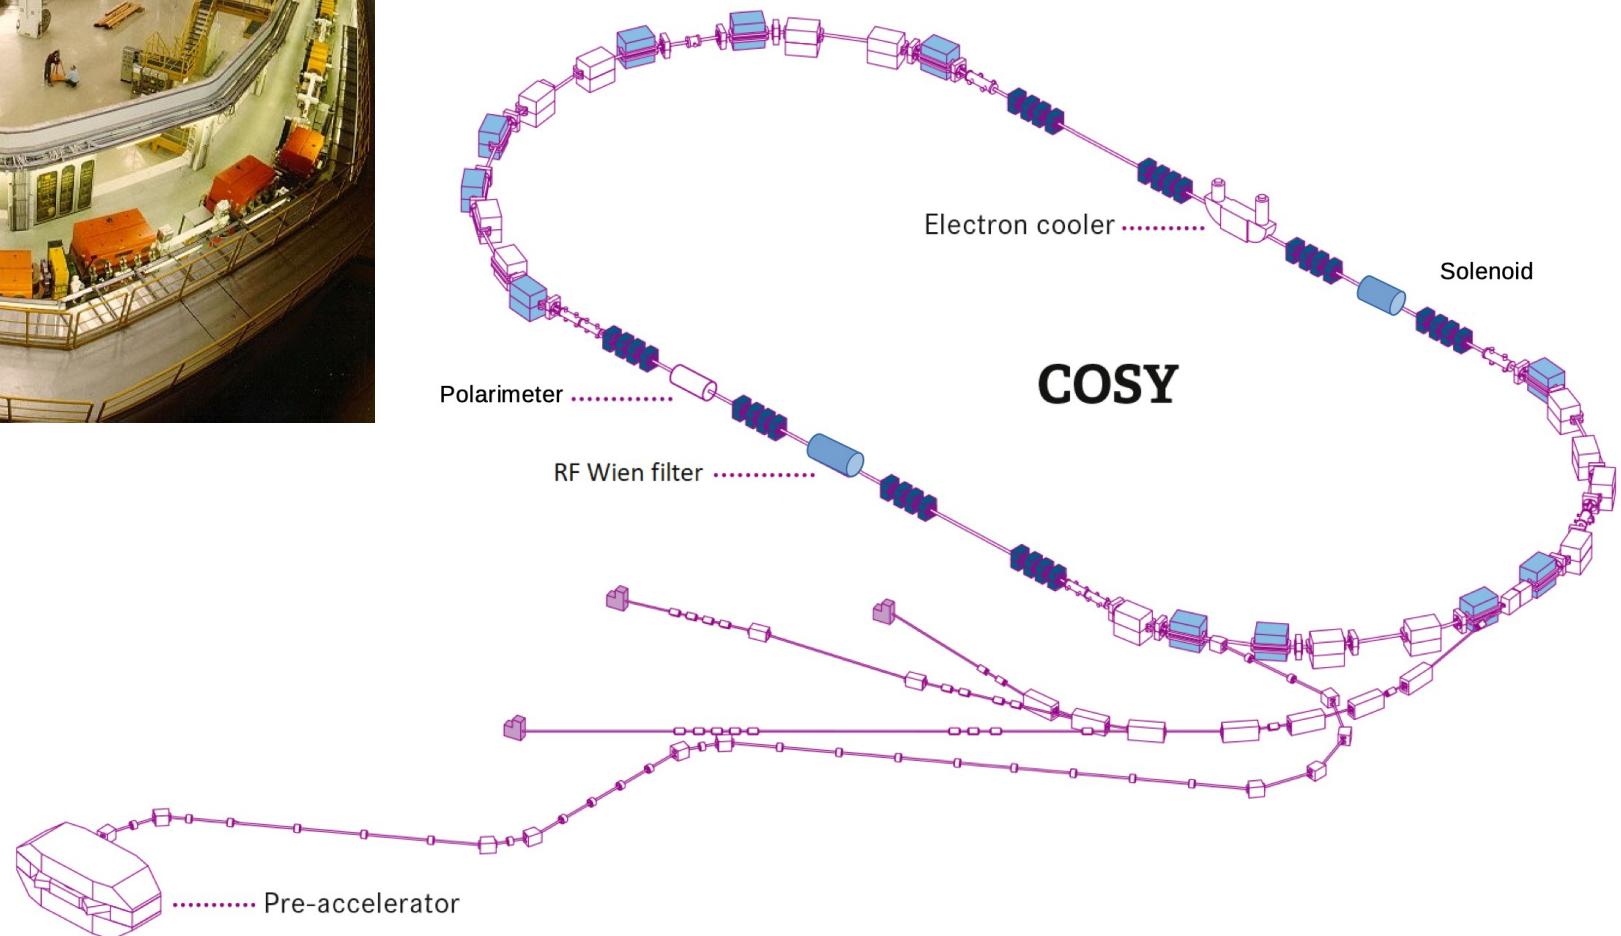 Electron cooler
Solenoid
COSY
Polarimeter
RF Wien filter
Pre-accelerator